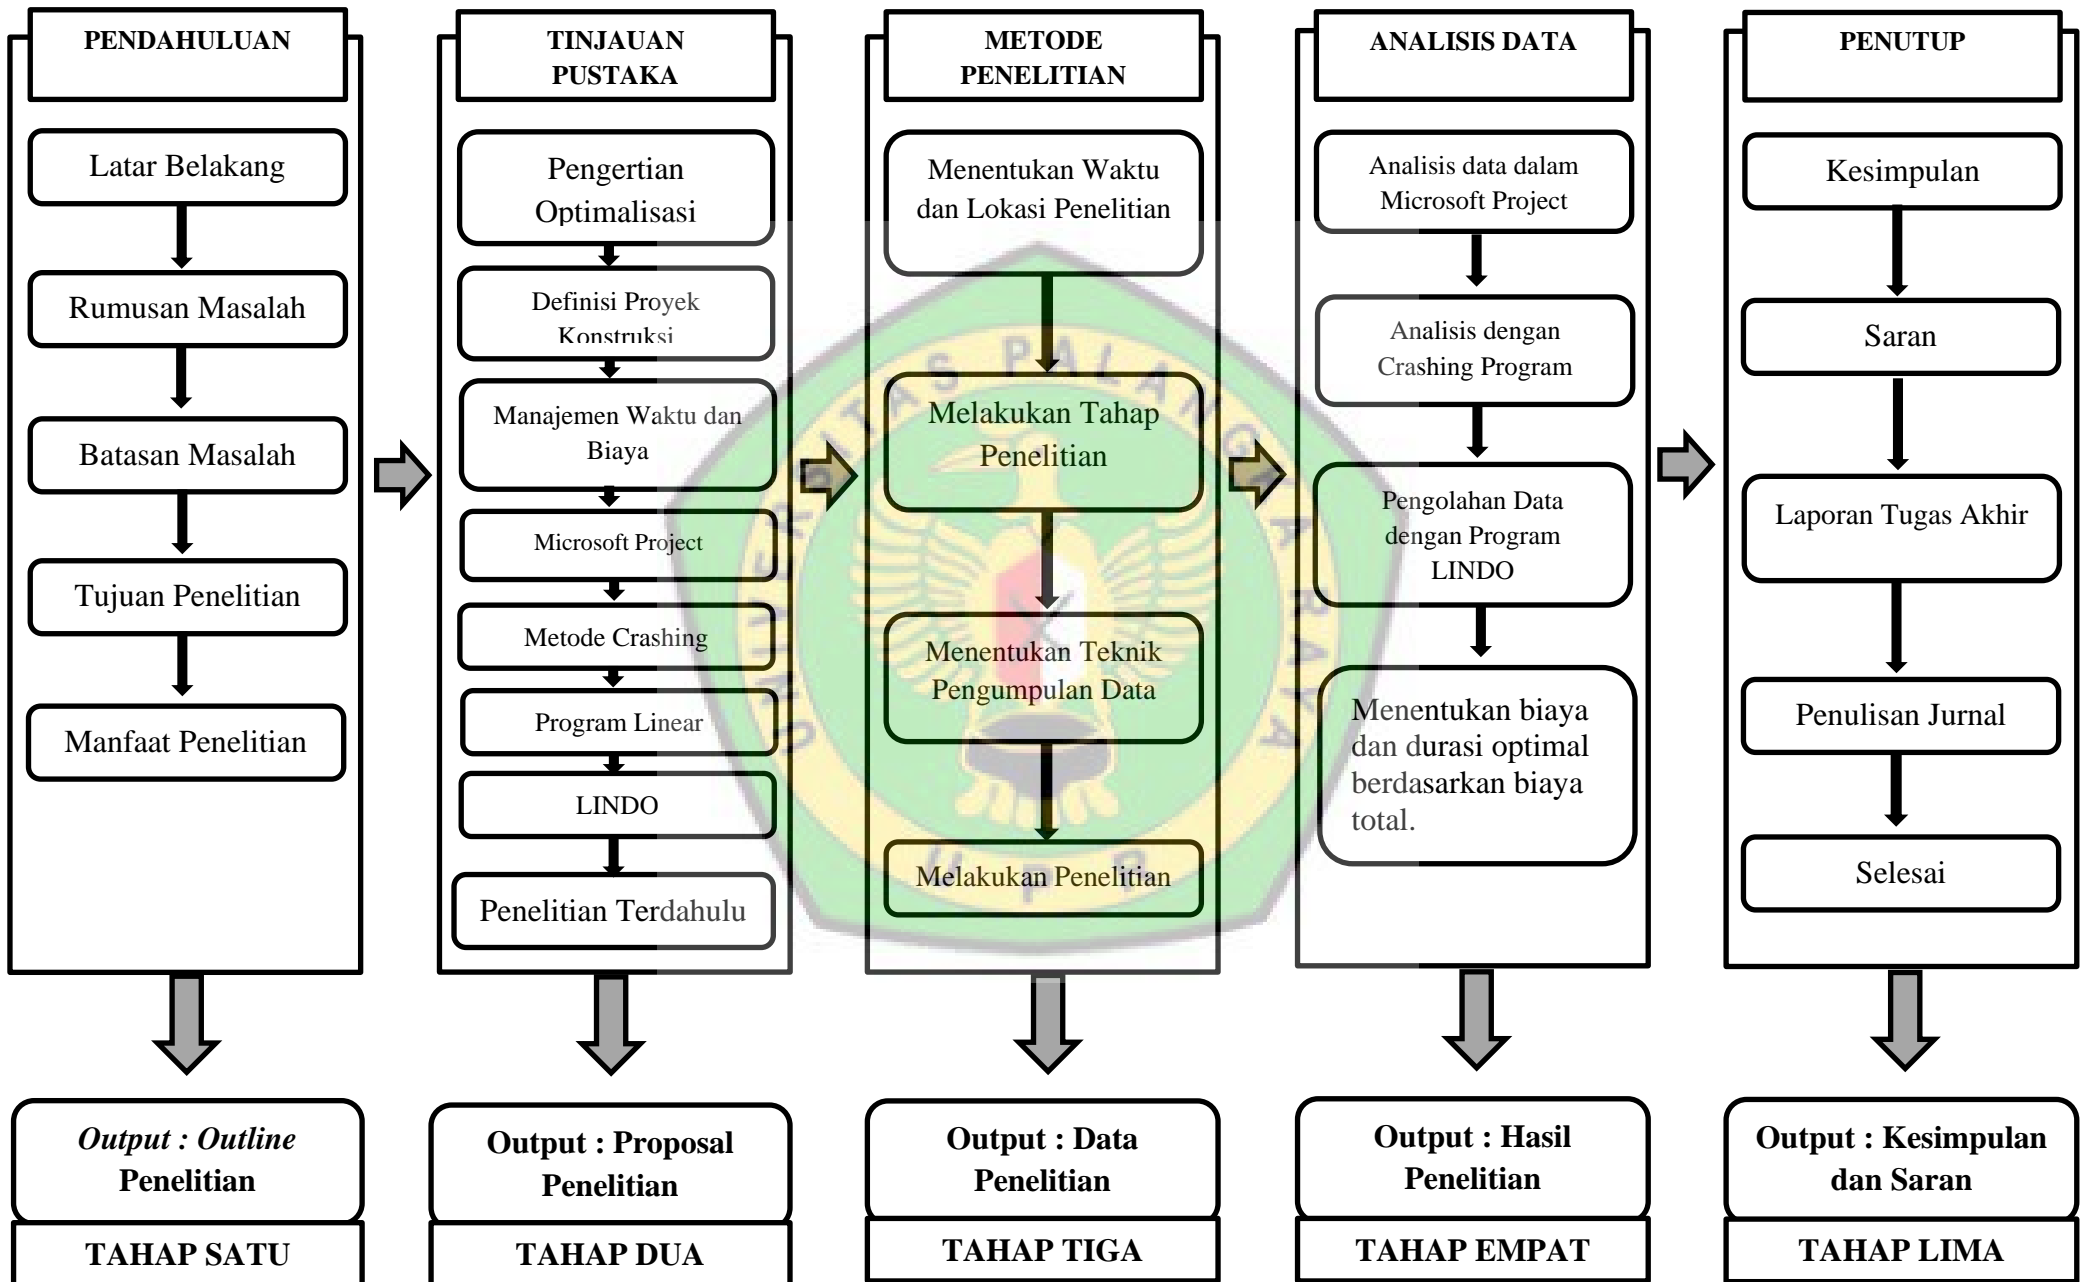 PENDAHULUAN
Latar Belakang
Rumusan Masalah
Batasan Masalah
Tujuan Penelitian
Manfaat Penelitian
Output : Outline
Penelitian
TAHAP SATU
TINJAUAN
PUSTAKA
Pengertian
Optimalisasi
Definisi Proyek
Konstruksi
Manajemen Waktu dan
Biaya
Microsoft Project
Metode Crashing
Program Linear
LINDO
Penelitian Terdahulu
Output : Proposal
Penelitian
TAHAP DUA
METODE
PENELITIAN
Menentukan Waktu
dan Lokasi Penelitian
Melakukan Tahap
Penelitian
Menentukan Teknik
Pengumpulan Data
Melakukan Penelitian
Output : Data
Penelitian
TAHAP TIGA
ANALISIS DATA
Analisis data dalam
Microsoft Project
Analisis dengan
Crashing Program
Pengolahan Data
dengan Program
LINDO
Menentukan biaya
dan durasi optimal
berdasarkan biaya
total.
Output : Hasil
Penelitian
TAHAP EMPAT
PENUTUP
Kesimpulan
Saran
Laporan Tugas Akhir
Penulisan Jurnal
Selesai
Output : Kesimpulan
dan Saran
TAHAP LIMA
UNIVERSITAS PALANGKA RAYA
UPR